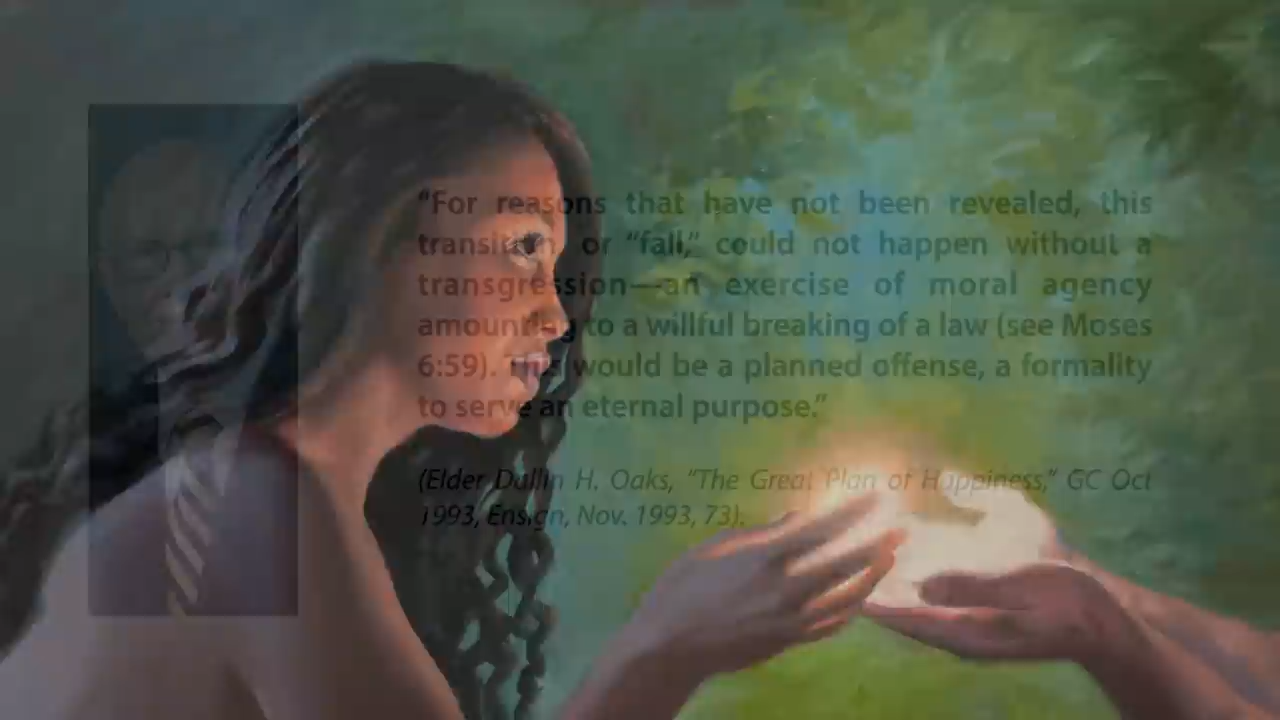 “For reasons that have not been revealed, this
transition or “fall,” could not happen without a
transgression—an exercise of moral agency
amounting to a willful breaking of a law (see Moses
6:59). This would be a planned offense, a formality
to serve an eternal purpose.”
(Elder Dallin H. Oaks, “The Great Plan of Happiness,” GC Oct
1993, Ensign, Nov. 1993, 73).